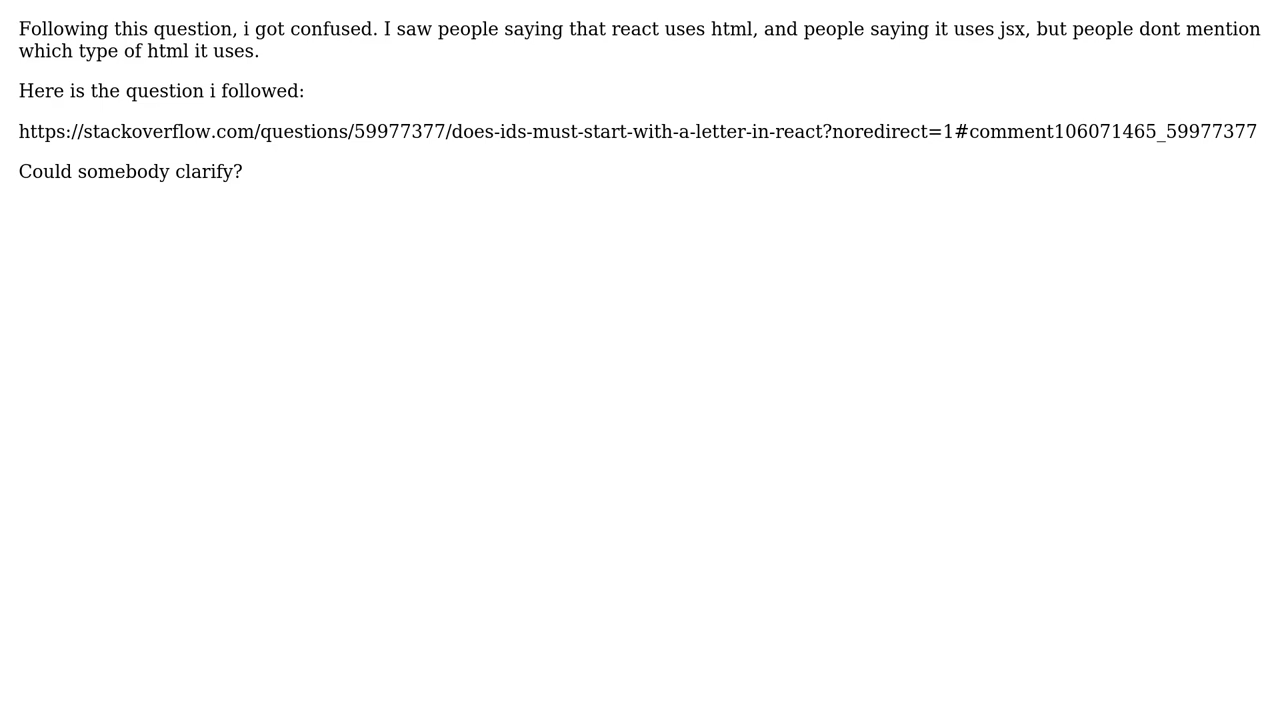 Following this question, i got confused. I saw people saying that react uses html, and people saying it uses jsx, but people dont mention
which type of html it uses.
Here is the question i followed:
https://stackoverflow.com/questions/59977377/does-ids-must-start-with-a-letter-in-react?noredirect=1#comment106071465_59977377
Could somebody clarify?